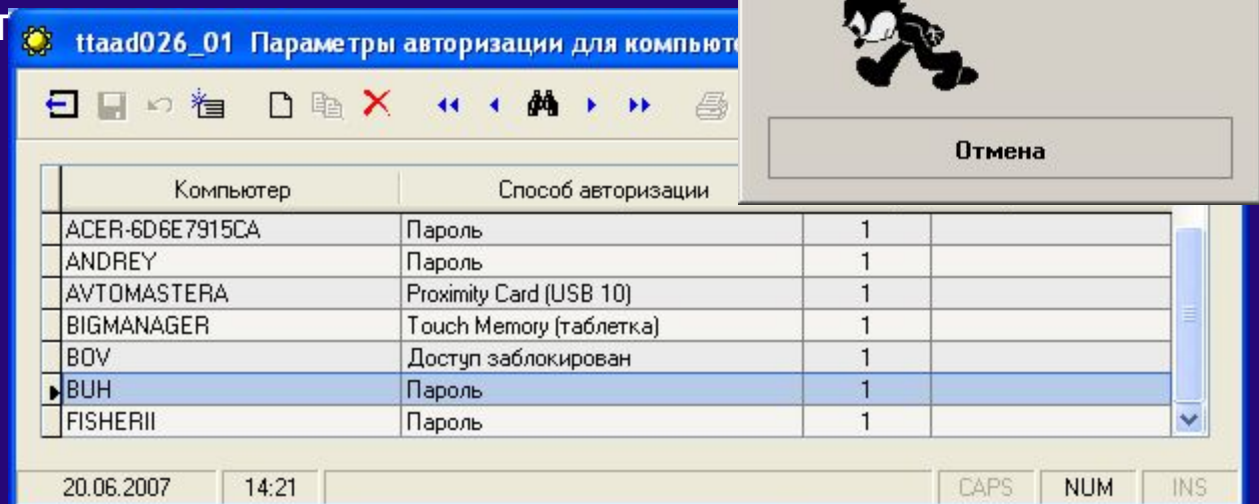 ttaad026_01 Параметры авторизации для компьюте
Отмена
Компьютер Способ авторизации
ACER-6D6E7915CA Пароль 1
ANDREY Пароль 1
AVTOMASTERA Proximity Card (USB 10) 1
BIGMANAGER Touch Memory (таблетка) 1
BOV Доступ заблокирован 1
BUH Пароль 1
FISHERII Пароль 1
20.06.2007 14:21 CAPS NUM INS